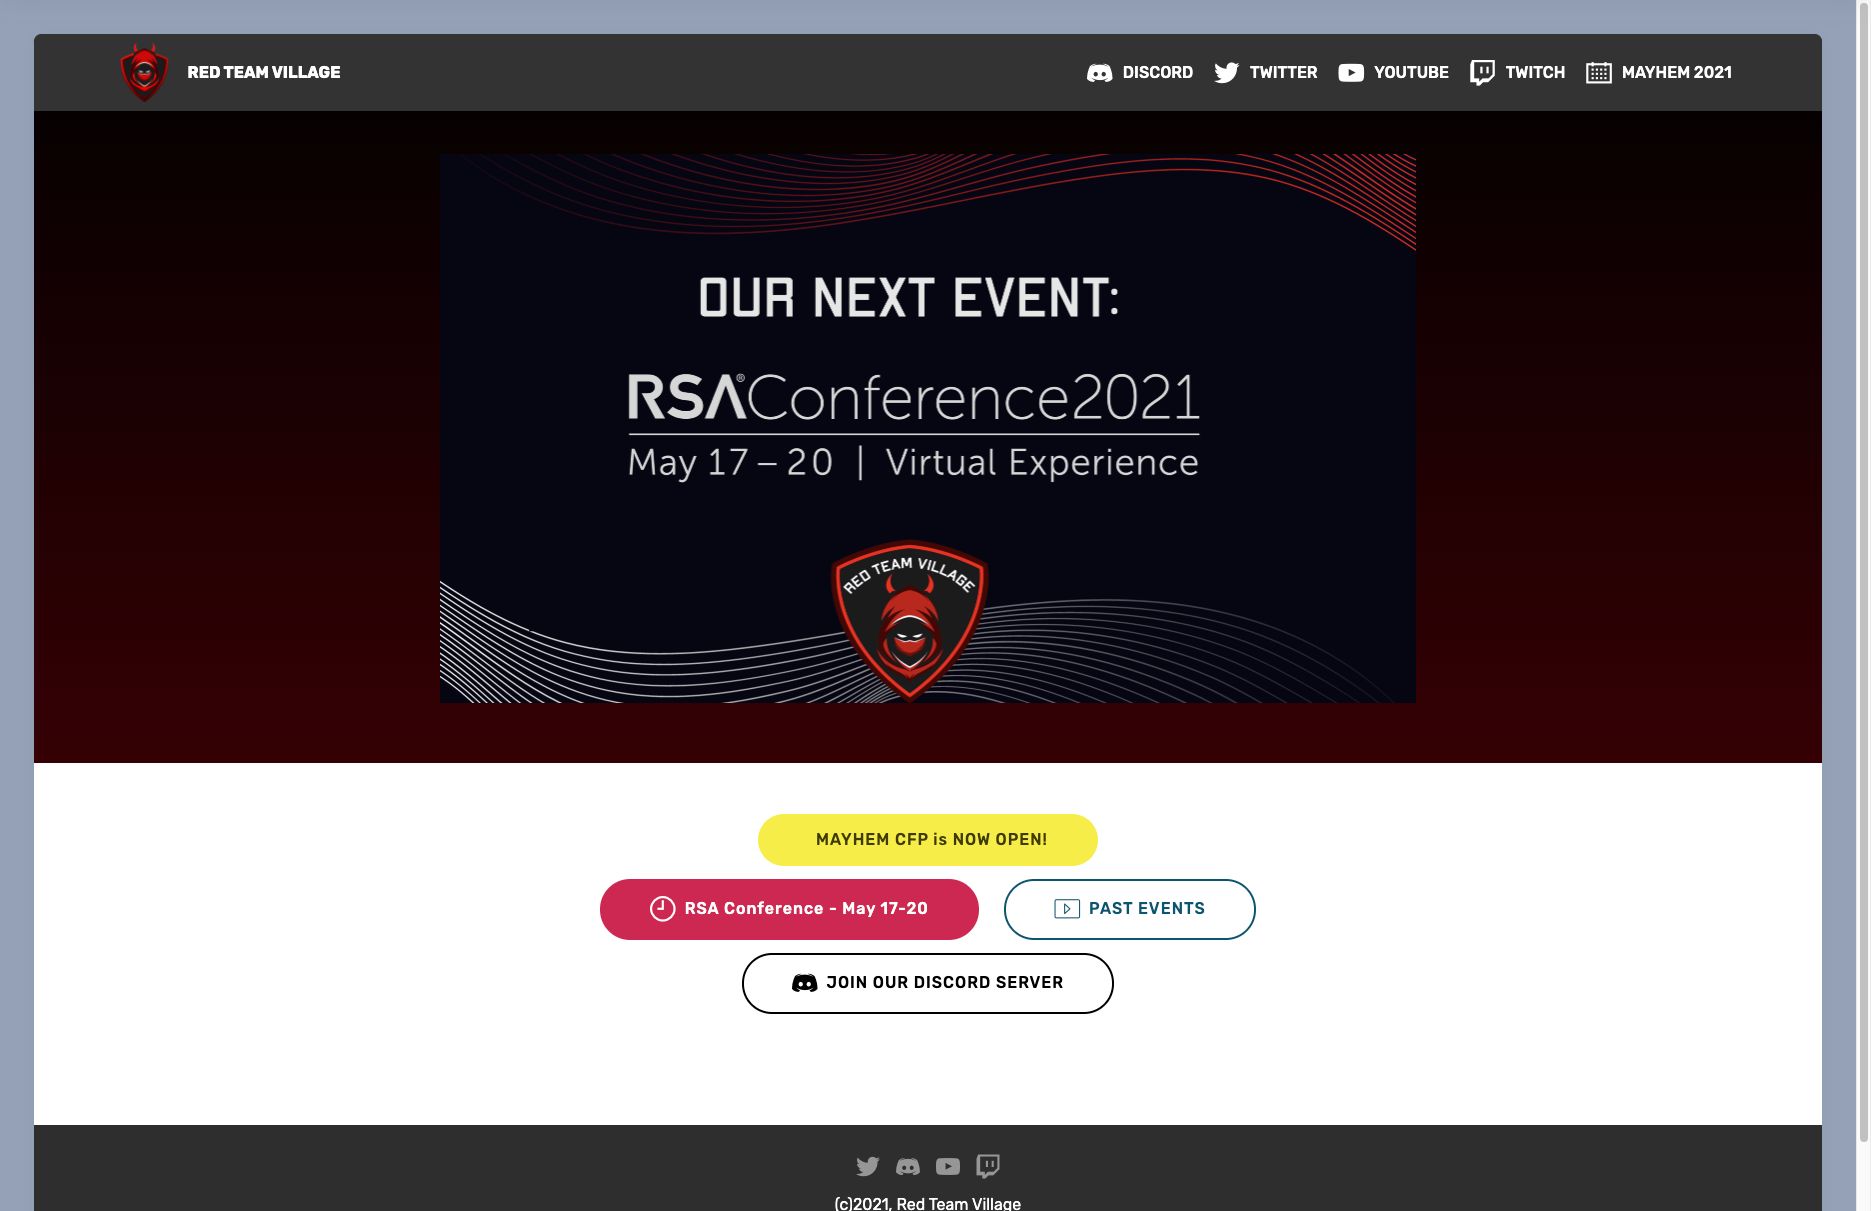 RED TEAM VILLAGE
DISCORD
TWITTER
YOUTUBE
TWITCH
MAYHEM 2021
OUR NEXT EVENT:
RSA®Conference2021
May 17 – 20 | Virtual Experience
RED TEAM VILLAGE
MAYHEM CFP is NOW OPEN!
RSA Conference - May 17-20
PAST EVENTS
JOIN OUR DISCORD SERVER
(c)2021, Red Team Village